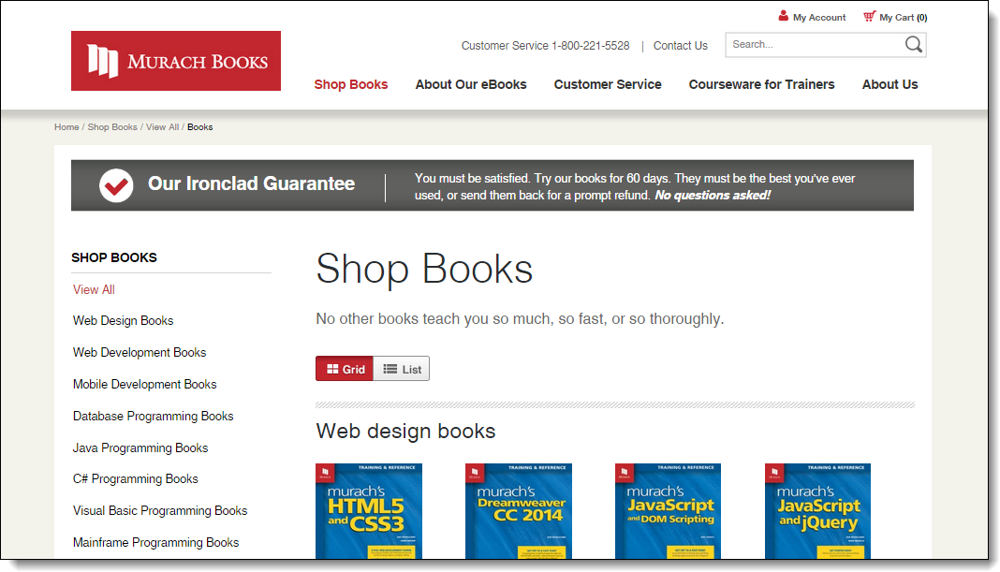 My Account
My Cart (0)
MURACH BOOKS
Customer Service 1-800-221-5528 | Contact Us
Search...
Shop Books
About Our eBooks
Customer Service
Courseware for Trainers
About Us
Home / Shop Books / View All / Books
Our Ironclad Guarantee
You must be satisfied. Try our books for 60 days. They must be the best you've ever
used, or send them back for a prompt refund. No questions asked!
SHOP BOOKS
View All
Web Design Books
Web Development Books
Mobile Development Books
Database Programming Books
Java Programming Books
C# Programming Books
Visual Basic Programming Books
Mainframe Programming Books
Shop Books
No other books teach you so much, so fast, or so thoroughly.
Grid
List
Web design books
TRAINING & REFERENCE
murach's
HTML5
and CSS3
TRAINING & REFERENCE
murach's
Dreamweaver
CC 2014
TRAINING & REFERENCE
murach's
JavaScript
and DOM Scripting
TRAINING & REFERENCE
murach's
JavaScript
and jQuery